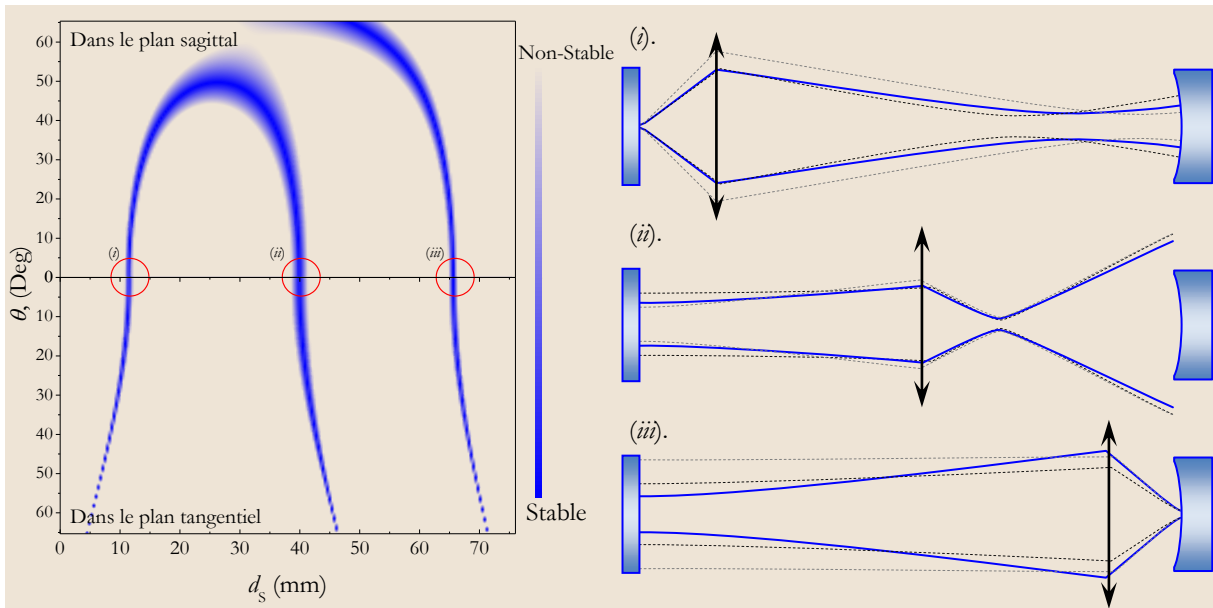 Dans le plan sagittal
Dans le plan tangentiel
(i)
(ii)
(iii)
60
50
40
30
20
10
0
10
20
30
40
50
60
θ, (Deg)
0
10
20
30
40
50
60
70
d_S (mm)
Non-Stable
Stable
(i).
(ii).
(iii).